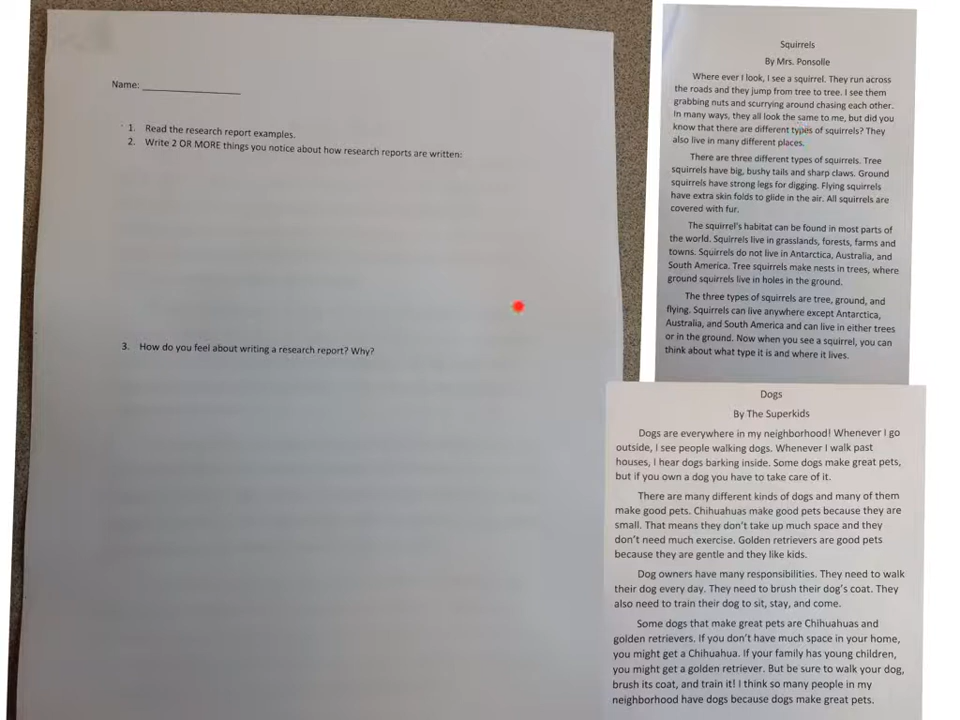 Name: _______________
1. Read the research report examples.
2. Write 2 OR MORE things you notice about how research reports are written:
3. How do you feel about writing a research report? Why?
Squirrels
By Mrs. Ponsolle
Where ever I look, I see a squirrel. They run across
the roads and they jump from tree to tree. I see them
grabbing nuts and scurrying around chasing each other.
In many ways, they all look the same to me, but did you
know that there are different types of squirrels? They
also live in many different places.
There are three different types of squirrels. Tree
squirrels have big, bushy tails and sharp claws. Ground
squirrels have strong legs for digging. Flying squirrels
have extra skin folds to glide in the air. All squirrels are
covered with fur.
The squirrel's habitat can be found in most parts of
the world. Squirrels live in grasslands, forests, farms and
towns. Squirrels do not live in Antarctica, Australia, and
South America. Tree squirrels make nests in trees, where
ground squirrels live in holes in the ground.
The three types of squirrels are tree, ground, and
flying. Squirrels can live anywhere except Antarctica,
Australia, and South America and can live in either trees
or in the ground. Now when you see a squirrel, you can
think about what type it is and where it lives.
Dogs
By The Superkids
Dogs are everywhere in my neighborhood! Whenever I go
outside, I see people walking dogs. Whenever I walk past
houses, I hear dogs barking inside. Some dogs make great pets,
but if you own a dog you have to take care of it.
There are many different kinds of dogs and many of them
make good pets. Chihuahuas make good pets because they are
small. That means they don't take up much space and they
don't need much exercise. Golden retrievers are good pets
because they are gentle and they like kids.
Dog owners have many responsibilities. They need to walk
their dog every day. They need to brush their dog's coat. They
also need to train their dog to sit, stay, and come.
Some dogs that make great pets are Chihuahuas and
golden retrievers. If you don't have much space in your home,
you might get a Chihuahua. If your family has young children,
you might get a golden retriever. But be sure to walk your dog,
brush its coat, and train it! I think so many people in my
neighborhood have dogs because dogs make great pets.